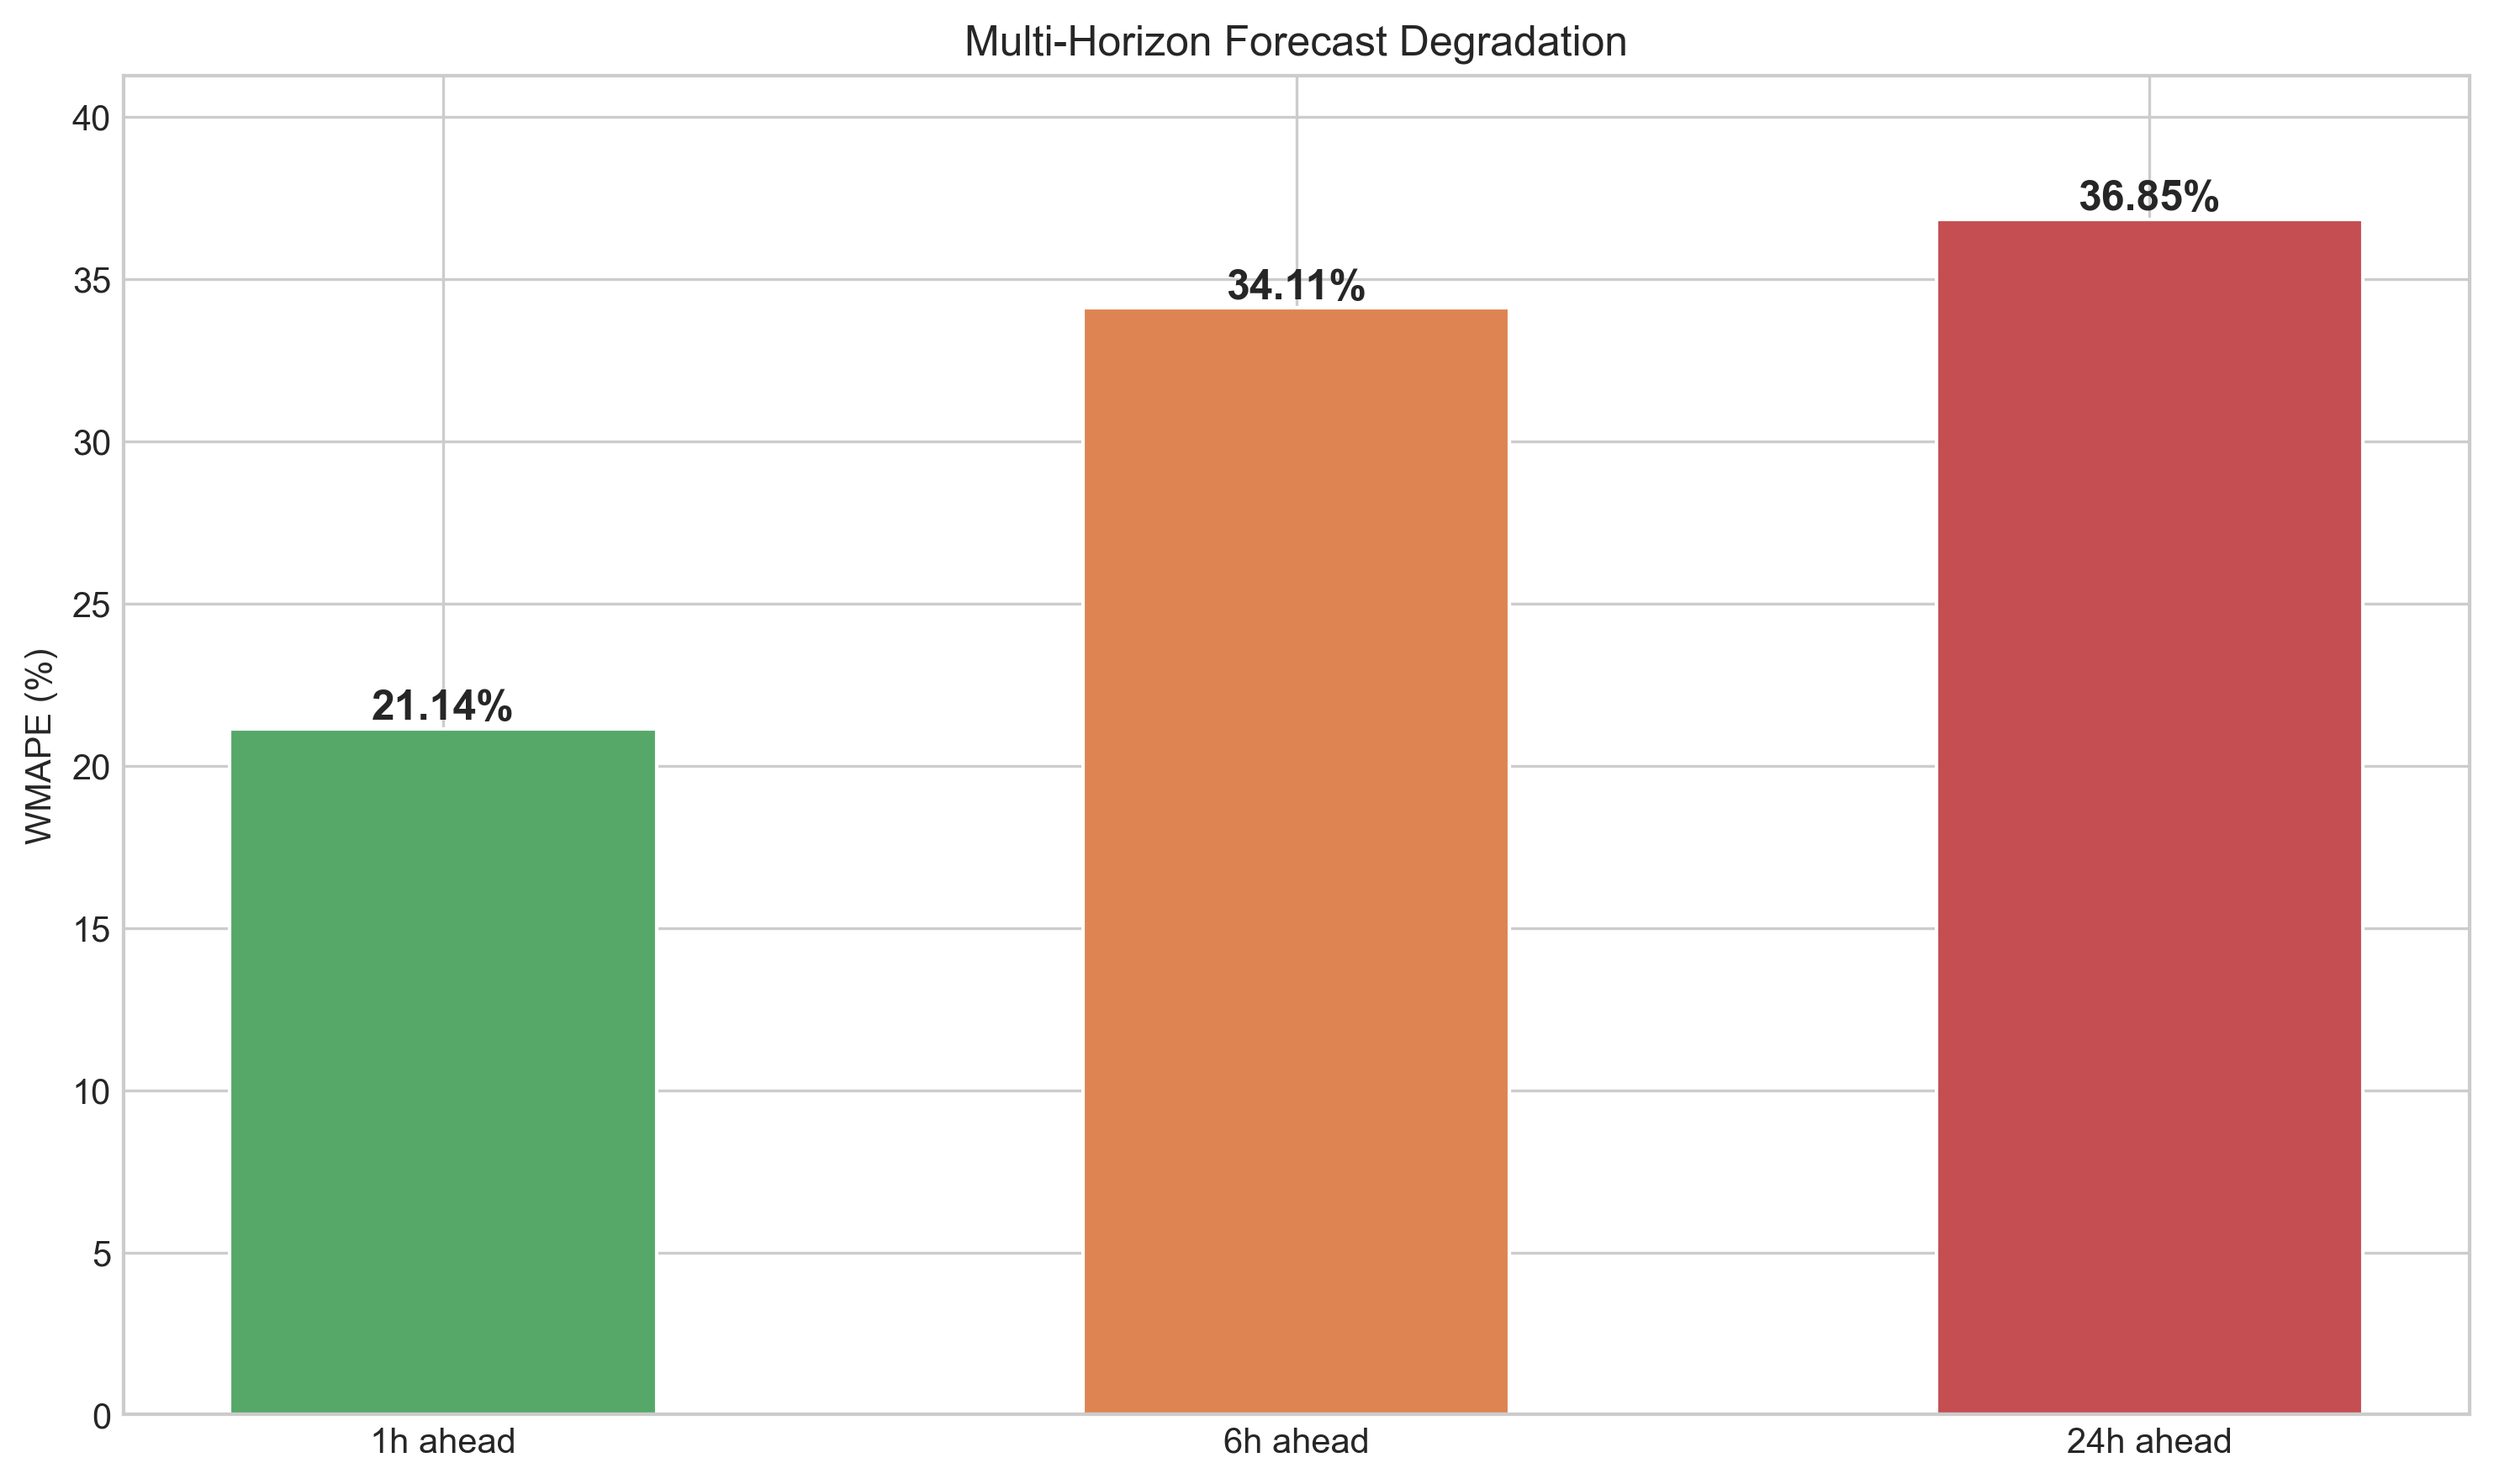 Multi-Horizon Forecast Degradation
WMAPE (%)
40
35
30
25
20
15
10
5
0
21.14%
34.11%
36.85%
1h ahead
6h ahead
24h ahead